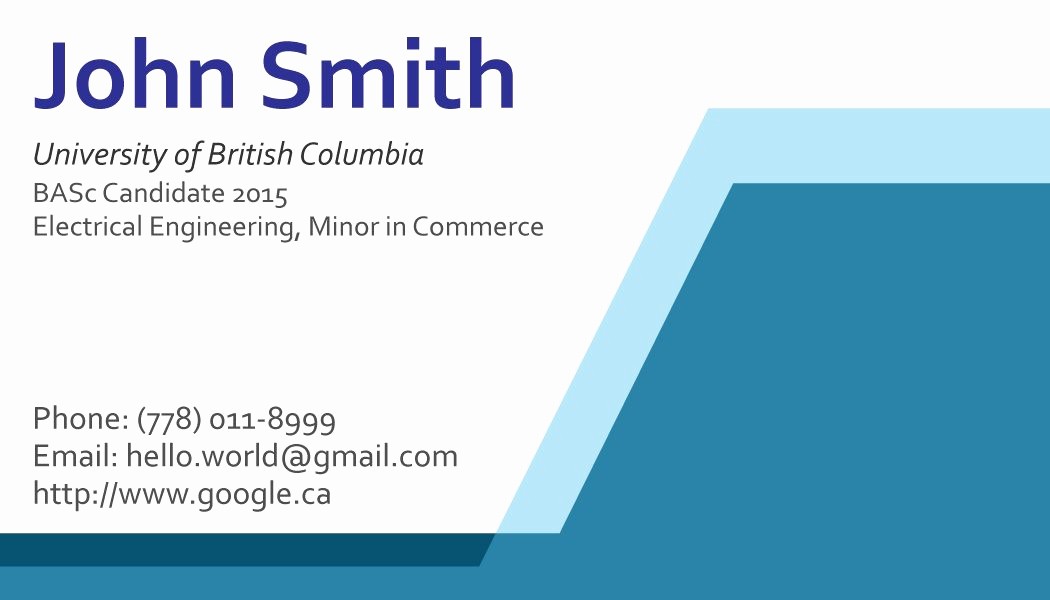 John Smith
University of British Columbia
BASc Candidate 2015
Electrical Engineering, Minor in Commerce
Phone: (778) 011-8999
Email: hello.world@gmail.com
http://www.google.ca